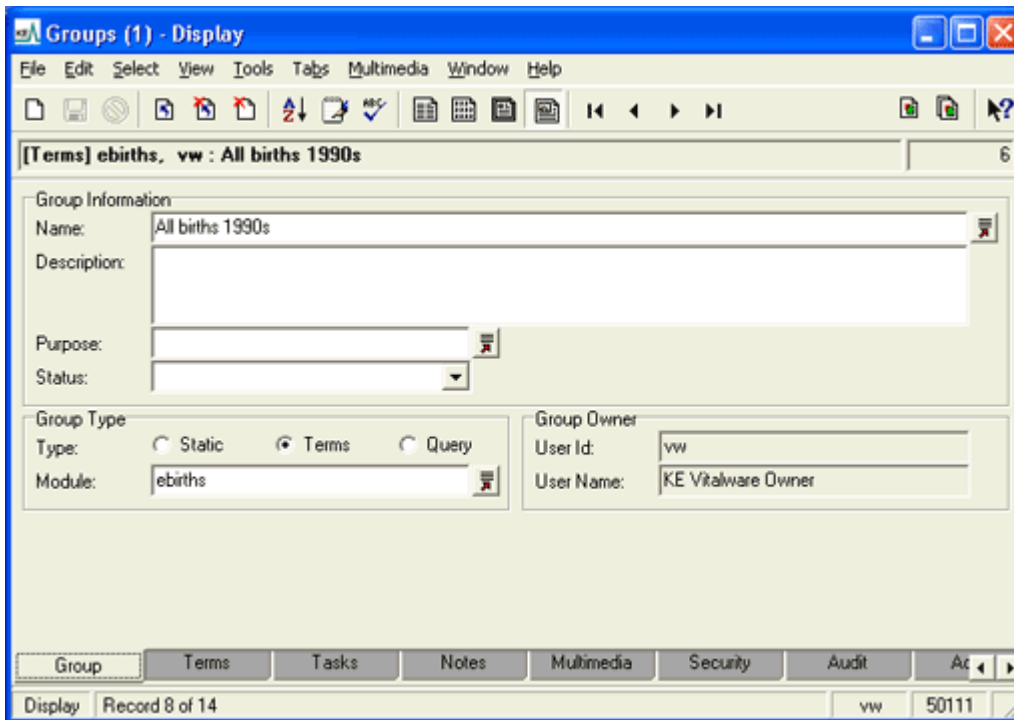 Groups (1) - Display
File Edit Select View Tools Tabs Multimedia Window Help
[Terms] ebirths, vw : All births 1990s 6
Group Information
Name: All births 1990s
Description:
Purpose:
Status:
Group Type
Type: Static Terms Query
Module: ebirths
Group Owner
User Id: vw
User Name: KE Vitalware Owner
Group Terms Tasks Notes Multimedia Security Audit
Display Record 8 of 14 vw 50111